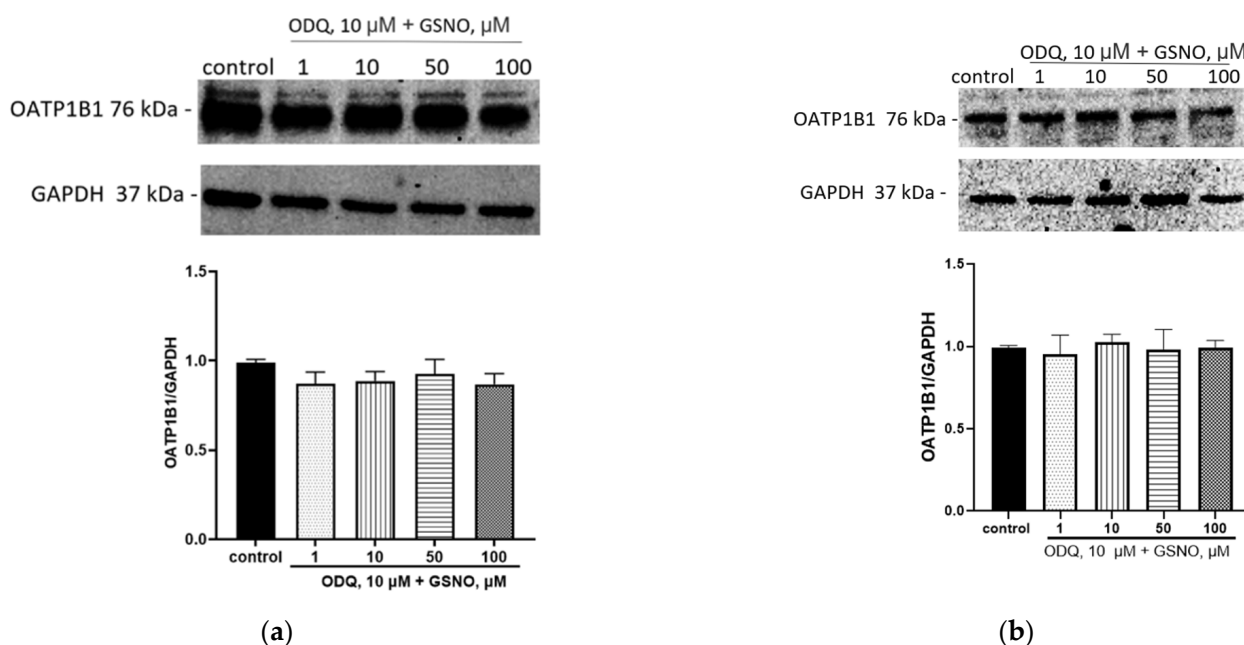 ODQ, 10 µM + GSNO, µM
control 1 10 50 100
OATP1B1 76 kDa -
GAPDH 37 kDa -
OATP1B1/GAPDH
1.5
1.0
0.5
0.0
control 1 10 50 100
ODQ, 10 µM + GSNO, µM
(a)
ODQ, 10 µM + GSNO, µM
control 1 10 50 100
OATP1B1 76 kDa -
GAPDH 37 kDa -
OATP1B1/GAPDH
1.5
1.0
0.5
0.0
control 1 10 50 100
ODQ, 10 µM + GSNO, µM
(b)